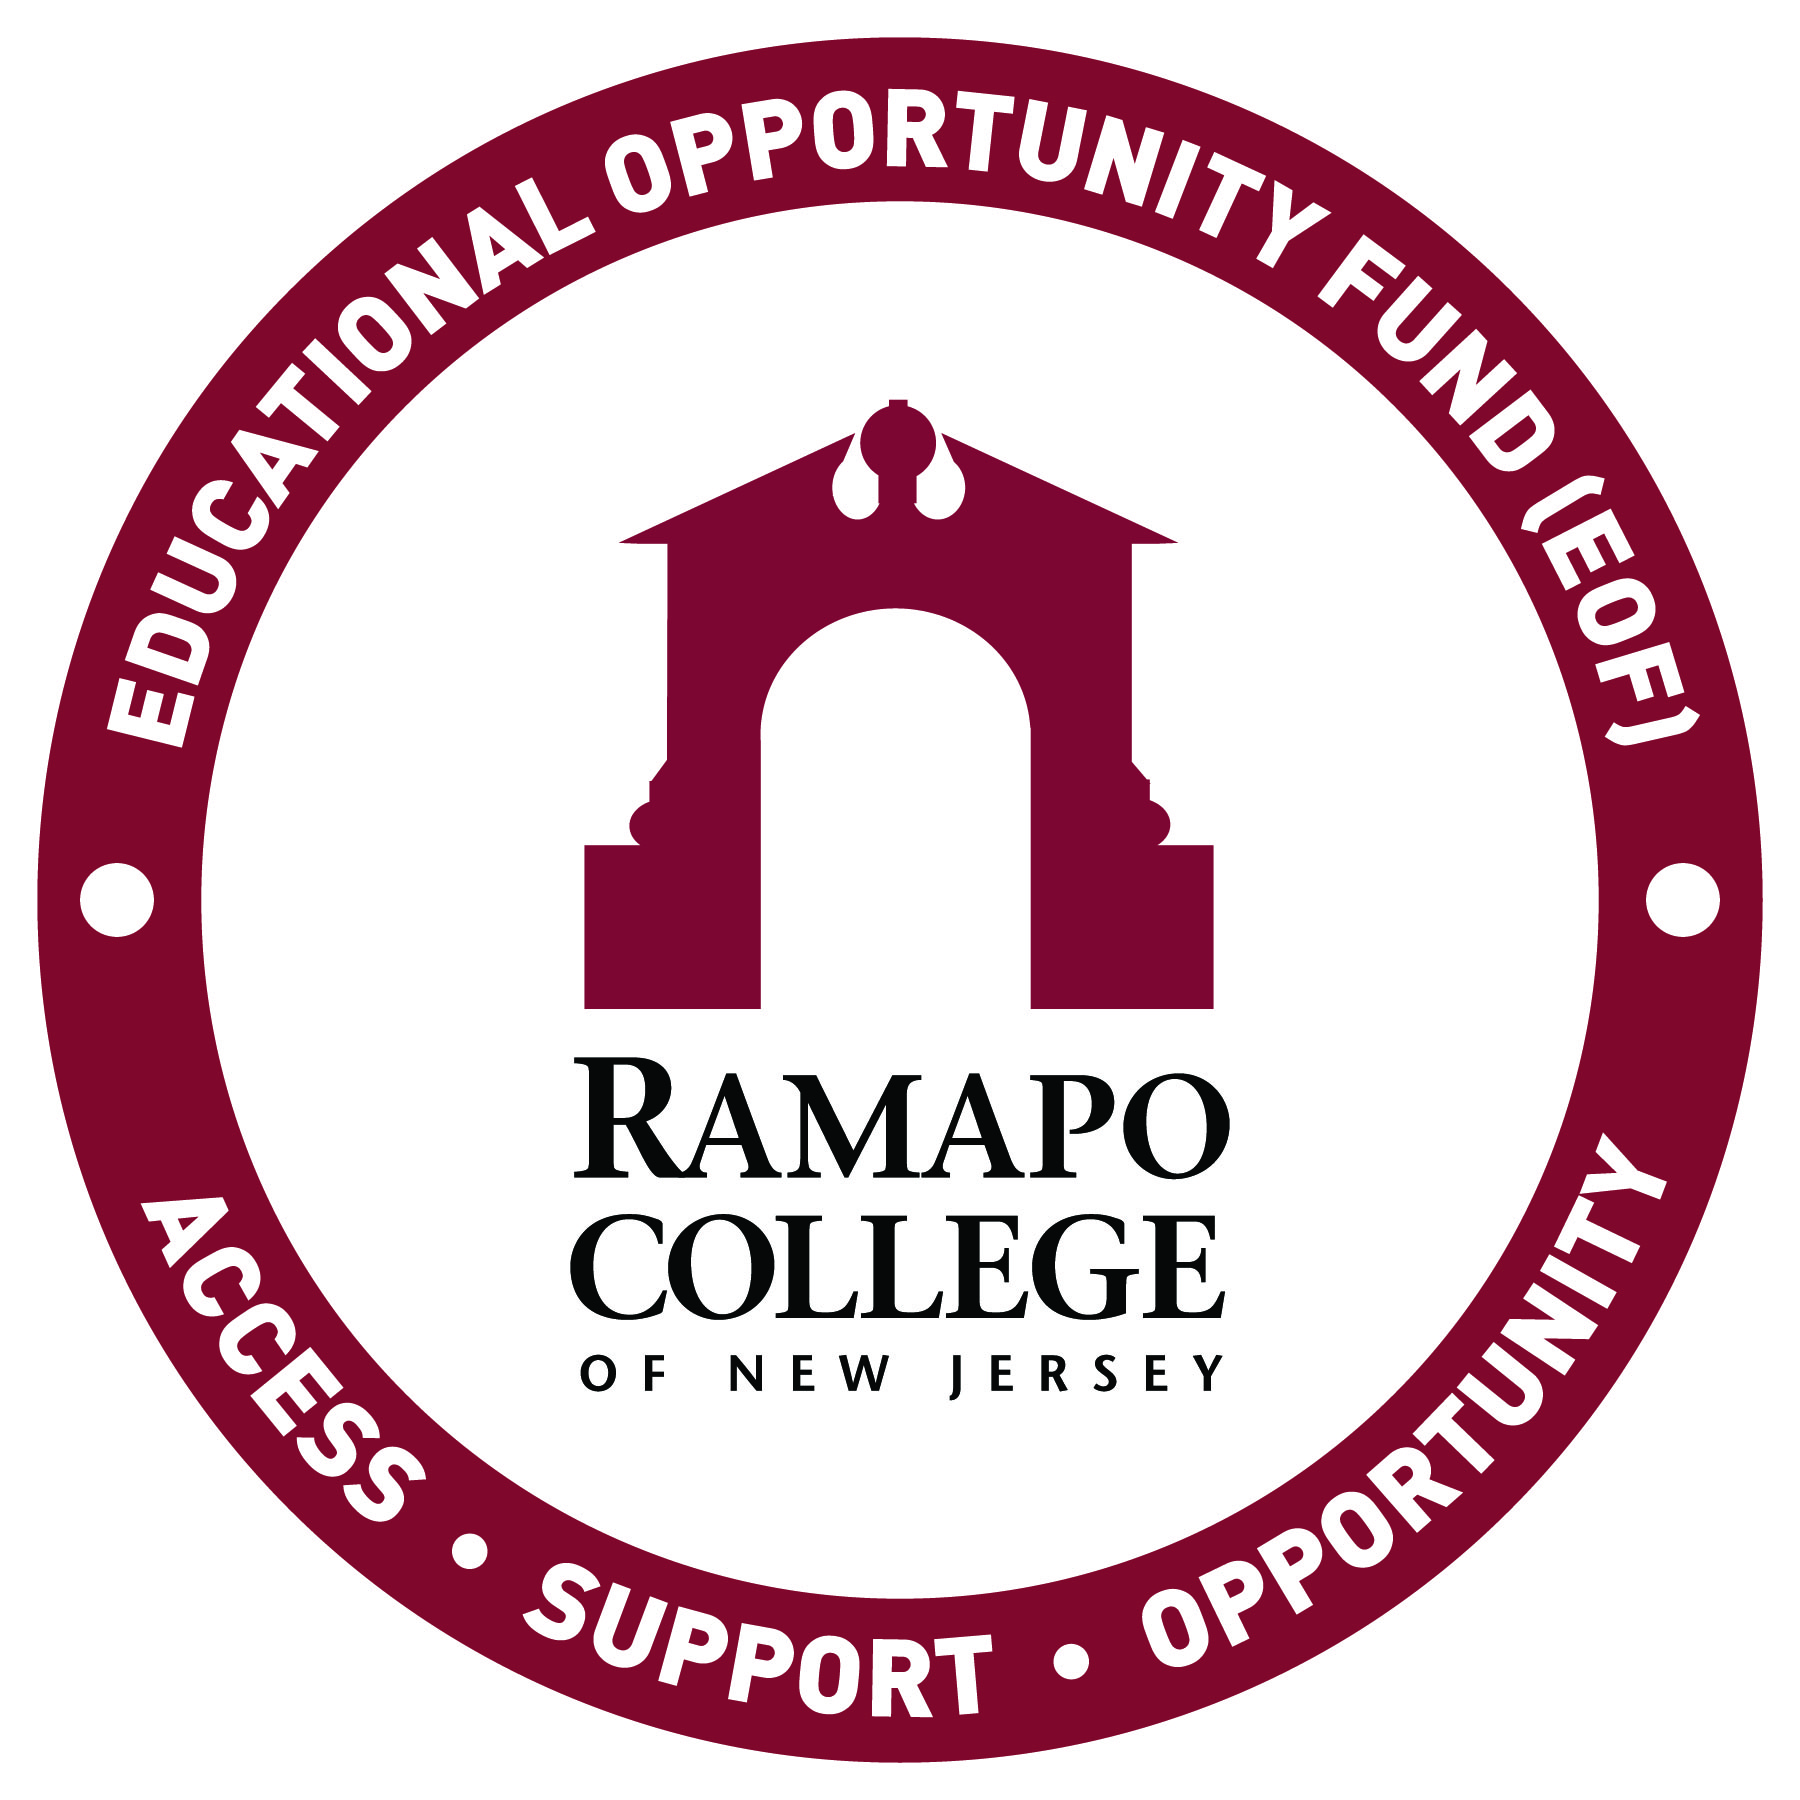 EDUCATIONAL OPPORTUNITY FUND (EOF)
RAMAPO
COLLEGE
OF NEW JERSEY
ACCESS • SUPPORT • OPPORTUNITY